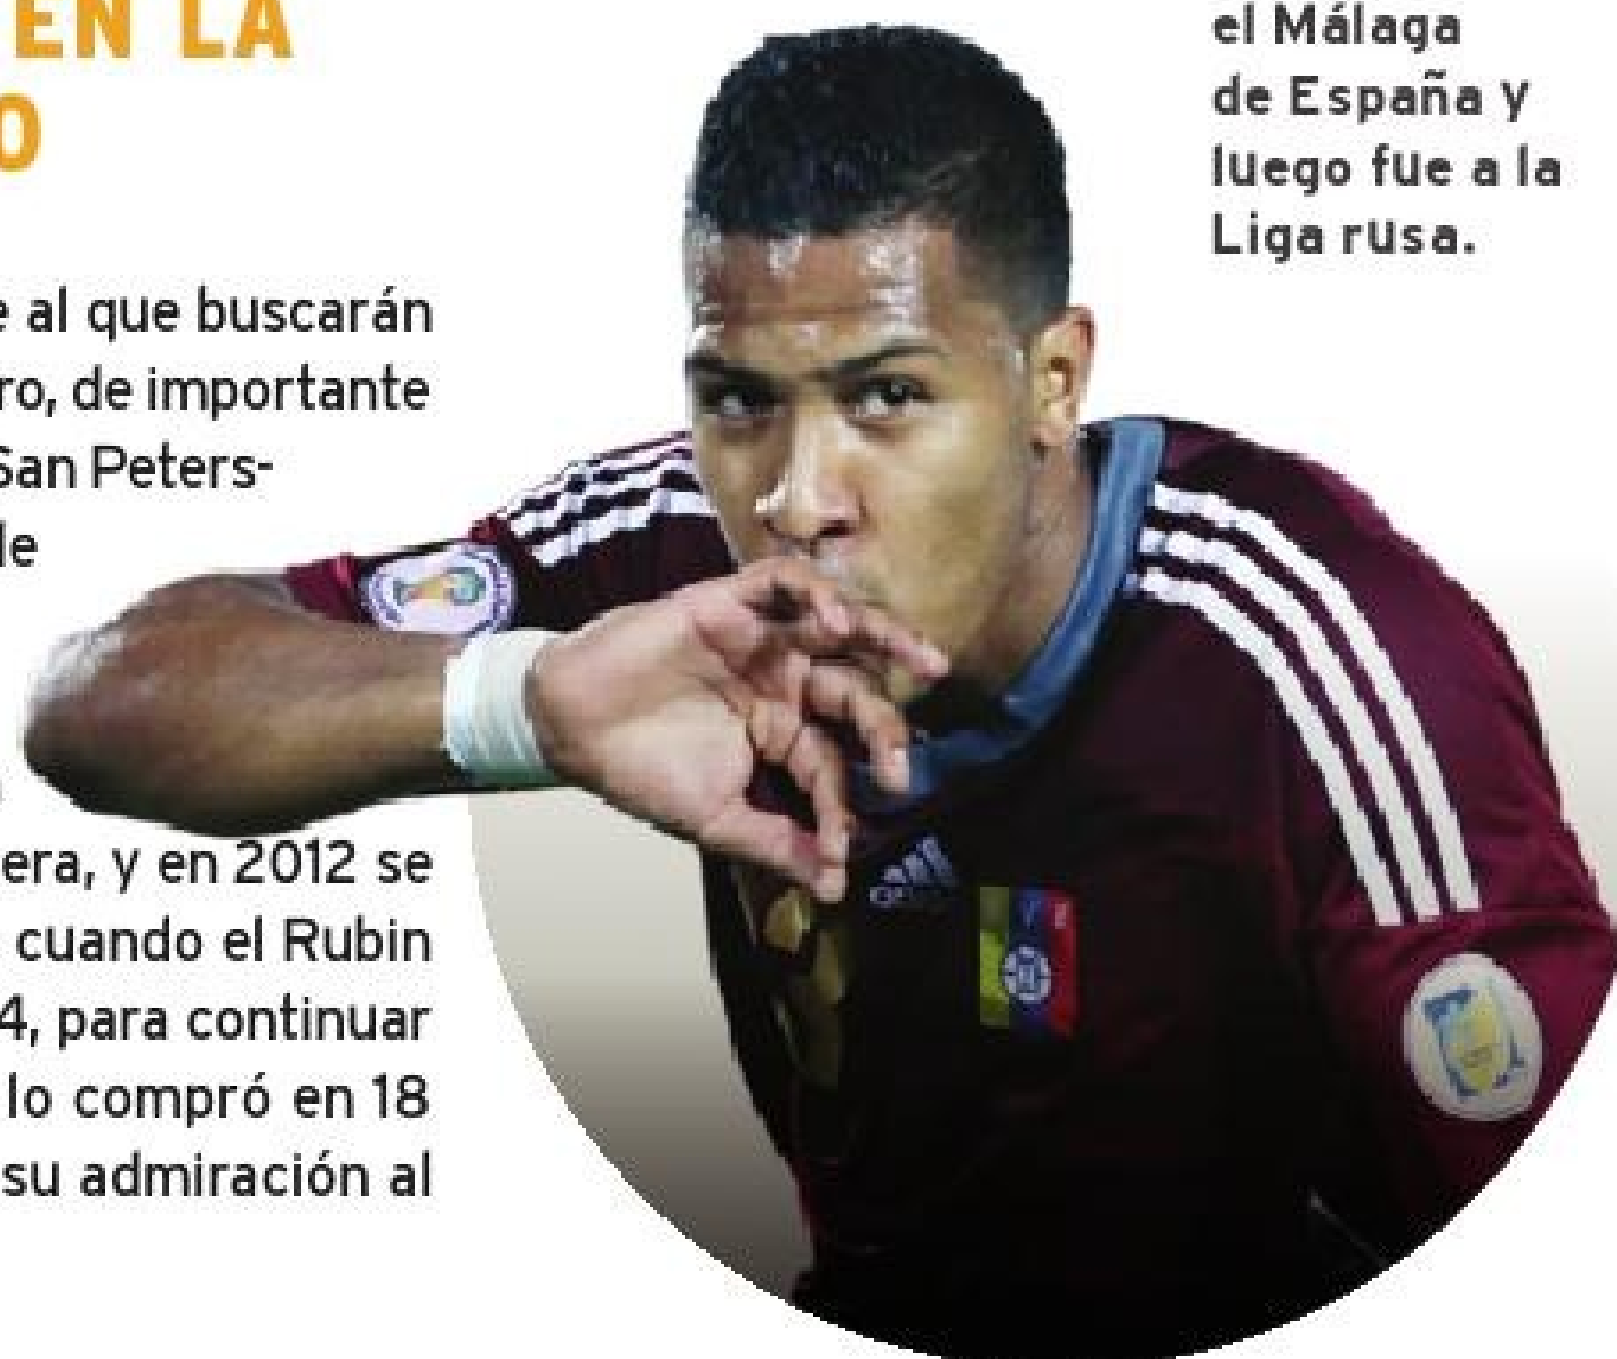 EN LA
O
e al que buscarán
ro, de importante
San Peters-
le
era, y en 2012 se
cuando el Rubin
4, para continuar
lo compró en 18
su admiración al
el Málaga
de España y
luego fue a la
Liga rusa.